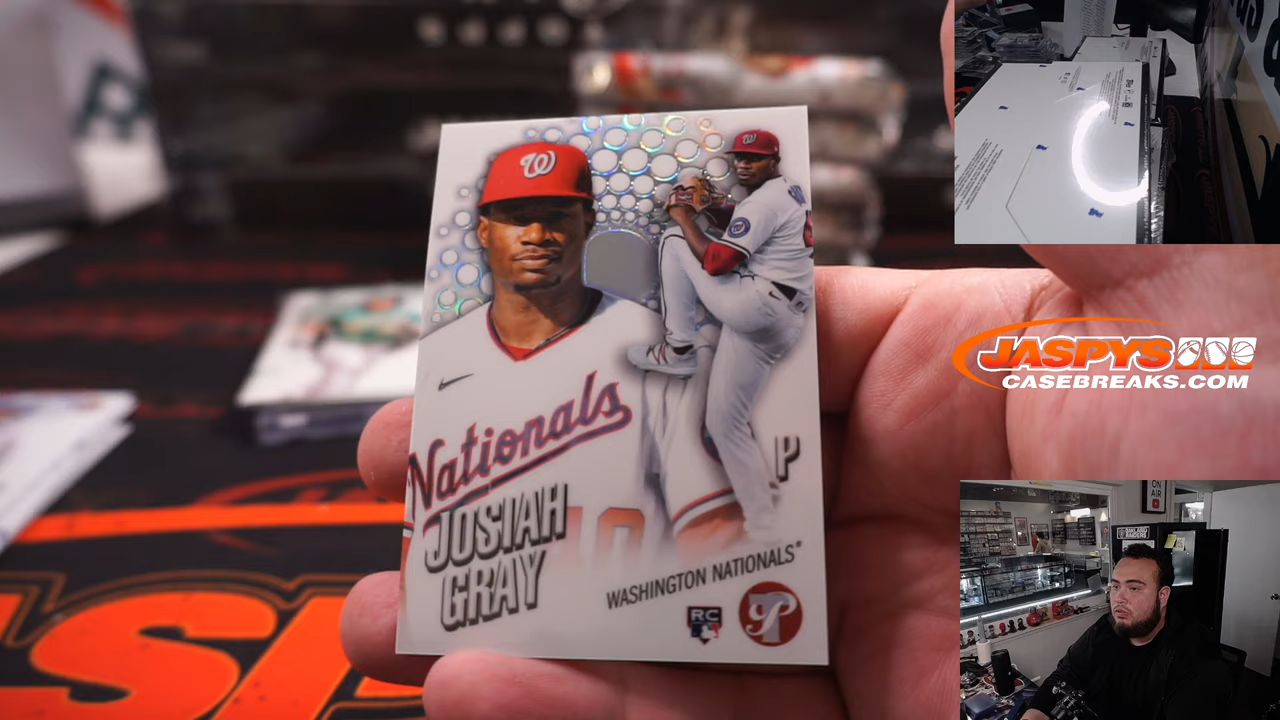 W
W
Nationals
JOSIAH
GRAY
P
WASHINGTON NATIONALS
RC
JASPYS
CASEBREAKS.COM
ON
AIR